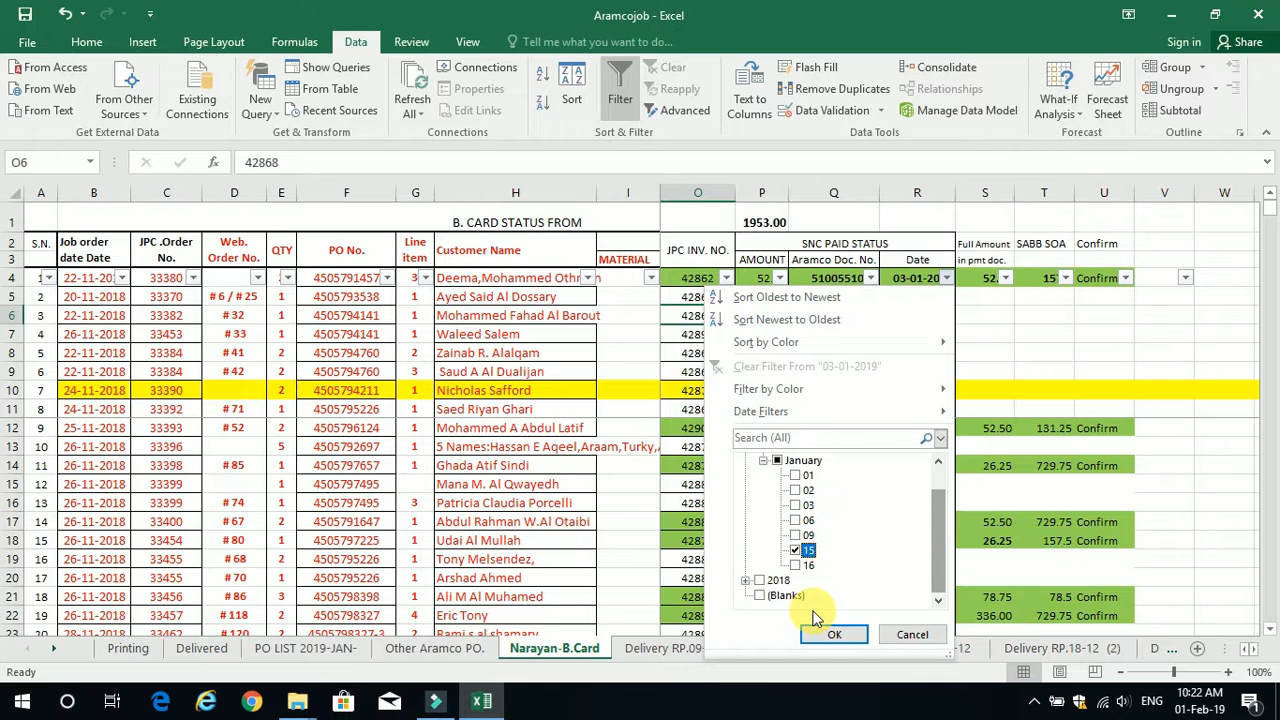 Aramcojob - Excel
File Home Insert Page Layout Formulas Data Review View Tell me what you want to do... Sign in Share
From Access
From Web
From Text
From Other Sources
Existing Connections
Get External Data
New Query
Show Queries
From Table
Recent Sources
Get & Transform
Refresh All
Connections
Properties
Edit Links
Connections
Sort
Filter
Clear
Reapply
Advanced
Sort & Filter
Text to Columns
Flash Fill
Remove Duplicates
Data Validation
Consolidate
Relationships
Manage Data Model
Data Tools
What-If Analysis
Forecast Sheet
Forecast
Group
Ungroup
Subtotal
Outline
O6 fx 42868
A B C D E F G H I O P Q R S T U V W
1 B. CARD STATUS FROM 1953.00
2 S.N. Job order date Date JPC .Order No. Web. Order No. QTY PO No. Line item Customer Name JPC INV. NO. SNC PAID STATUS Full Amount in pmt doc. SABB SOA Confirm
3 MATERIAL AMOUNT Aramco Doc. No. Date
4 1 22-11-201 33380 4505791457 3 Deema,Mohammed Othm 42862 52. 51005510 03-01-20 52. 15 Confirm
5 2 20-11-2018 33370 # 6 / # 25 1 4505793538 1 Ayed Said Al Dossary 4286
6 3 22-11-2018 33382 # 32 1 4505794141 1 Mohammed Fahad Al Barout 4286
7 4 26-11-2018 33453 # 33 1 4505794141 1 Waleed Salem 4289
8 5 22-11-2018 33384 # 41 2 4505794760 2 Zainab R. Alalqam 4286
9 6 22-11-2018 33384 # 42 2 4505794760 1 Saud A Al Dualijan 4286
10 7 24-11-2018 33390 2 4505794211 1 Nicholas Safford 4287
11 8 24-11-2018 33392 # 71 2 4505795226 1 Saed Riyan Ghari 4287
12 9 25-11-2018 33393 # 52 2 4505796124 1 Mohammed A Abdul Latif 4290 52.50 131.25 Confirm
13 10 26-11-2018 33396 5 4505792697 1 5 Names:Hassan E Aqeel,Araam,Turky,A 4287
14 11 26-11-2018 33398 # 85 1 4505797657 1 Ghada Atif Sindi 4287 26.25 729.75 Confirm
15 12 26-11-2018 33399 1 4505797495 2 Mana M. Al Qwayedh 4287
16 13 26-11-2018 33399 # 74 1 4505797495 3 Patricia Claudia Porcelli 4287
17 14 26-11-2018 33400 # 67 2 4505791647 1 Abdul Rahman W.Al Otaibi 4287 52.50 729.75 Confirm
18 15 26-11-2018 33454 # 80 1 4505797225 1 Udai Al Mullah 4287 26.25 157.5 Confirm
19 16 26-11-2018 33455 # 68 2 4505795226 1 Tony Melsendez,
20 17 26-11-2018 33455 # 70 1 4505795226 1 Arshad Ahmed
21 18 26-11-2018 33456 # 86 3 4505798327 1 Ali M Al Muhamed 78.75 78.5 Confirm
22 19 26-11-2018 33457 # 118 2 4505798327 4 Eric Tony 336.00 729.75 Confirm
23 20 28-11-2018 33462 # 120 2 4505798327-3 Rami s al shamary
Sort Oldest to Newest
Sort Newest to Oldest
Sort by Color
Clear Filter From "03-01-2019"
Filter by Color
Date Filters
Search (All)
January
01
02
03
06
09
15
16
2018
(Blanks)
OK Cancel
Printing Delivered PO LIST 2019-JAN- Other Aramco PO. Narayan-B.Card Delivery RP.09- -12 Delivery RP.18-12 (2) D ...
Ready 100%
ENG 10:22 AM
01-Feb-19
1